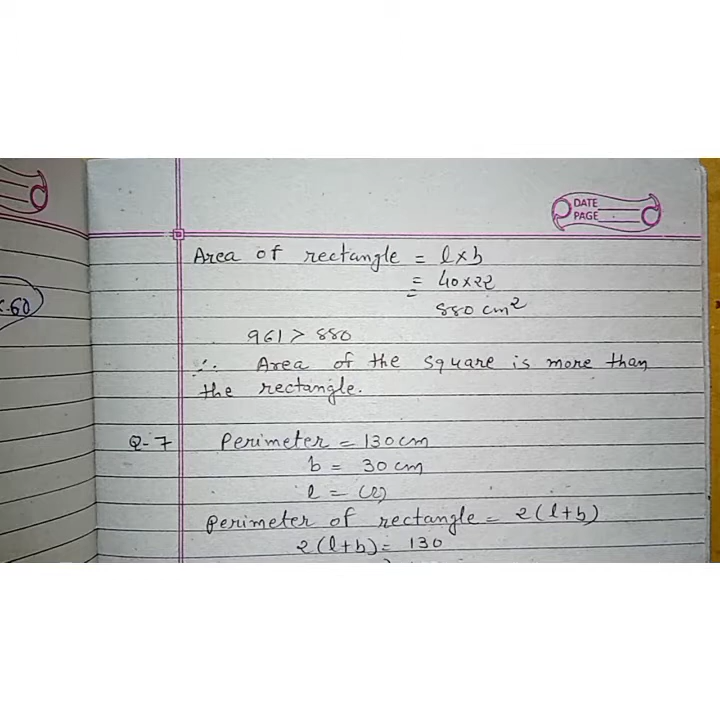 DATE
PAGE
x.60
Area of rectangle = l×b
= 40×22
= 880 cm²
961 > 880
∴ Area of the square is more than
the rectangle.
Q-7 Perimeter = 130 cm
b = 30 cm
l = (l)
Perimeter of rectangle = 2(l+b)
2(l+b) = 130